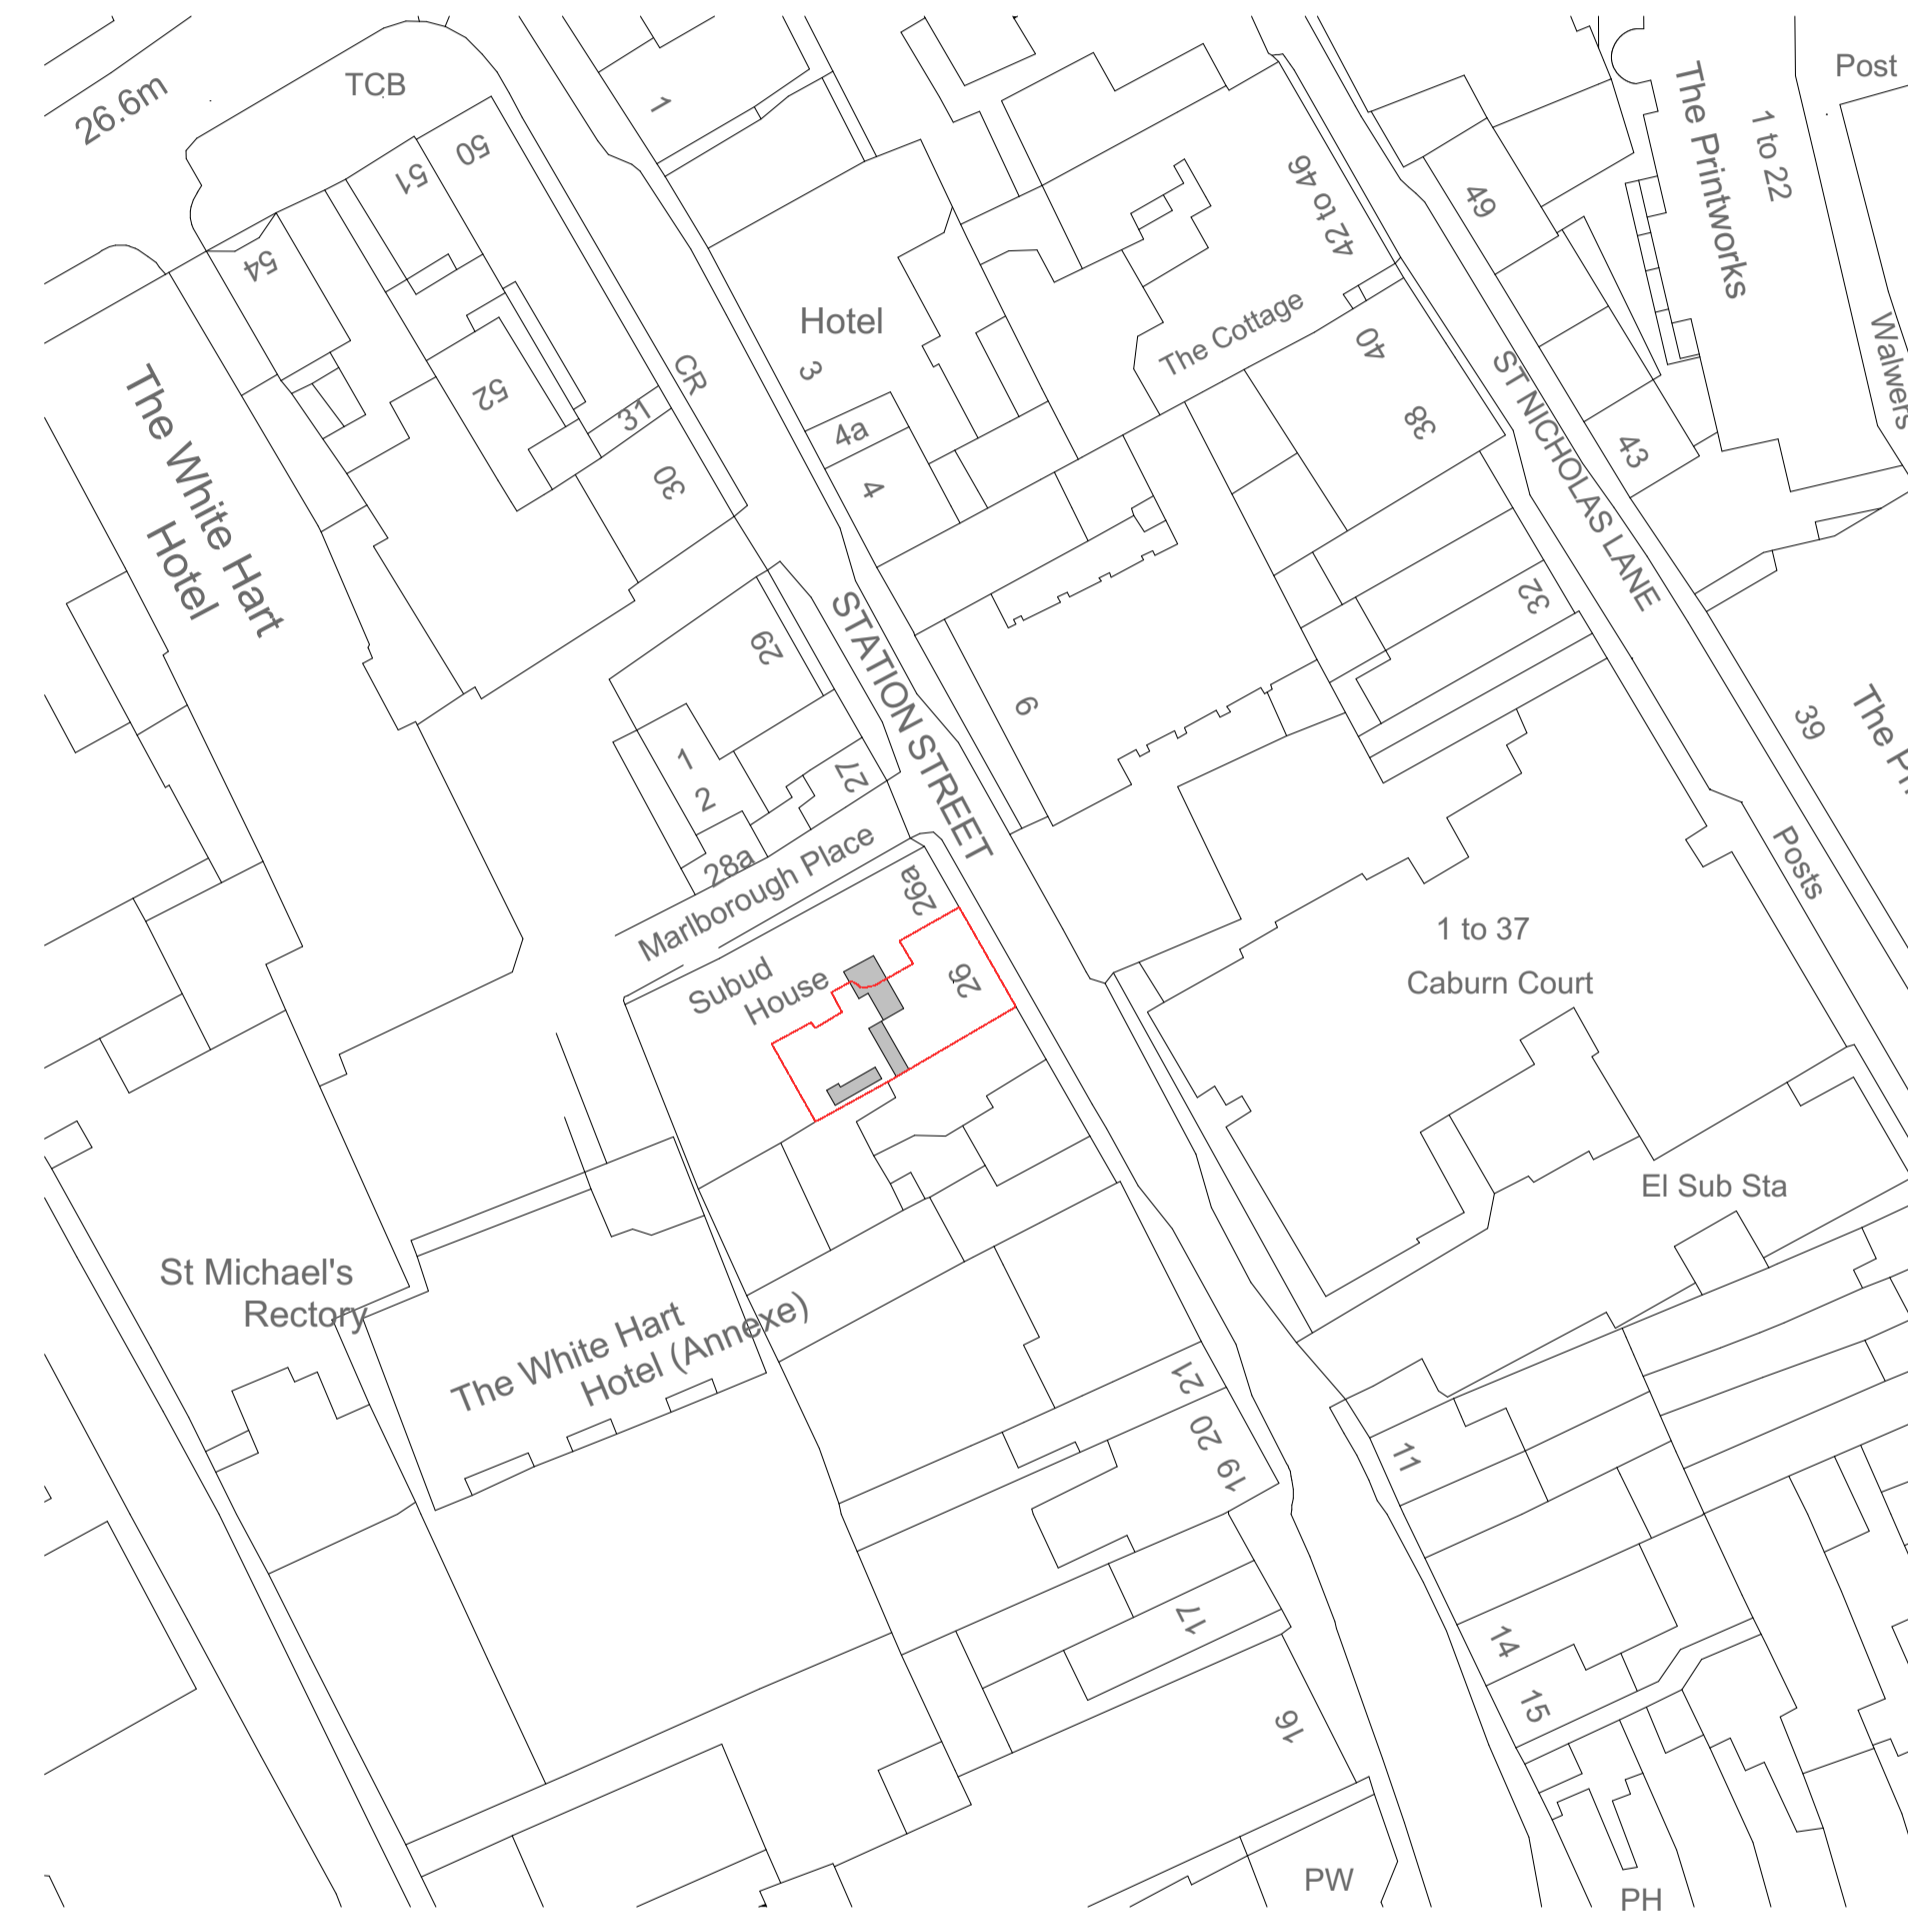 TCB
Post
26.6m
1
50
51
The Printworks
1 to 22
42 to 46
49
54
Hotel
3
The Cottage
40
Walwers
The White Hart
Hotel
52
CR
31
4a
38
ST NICHOLAS LANE
43
30
4
32
STATION STREET
29
6
39
The Pr
1
2
27
28a
Marlborough Place
26a
Posts
1 to 37
Caburn Court
Subud
House
26
El Sub Sta
St Michael's
Rectory
The White Hart
Hotel (Annexe)
21
20
19
11
17
14
15
16
PW
PH